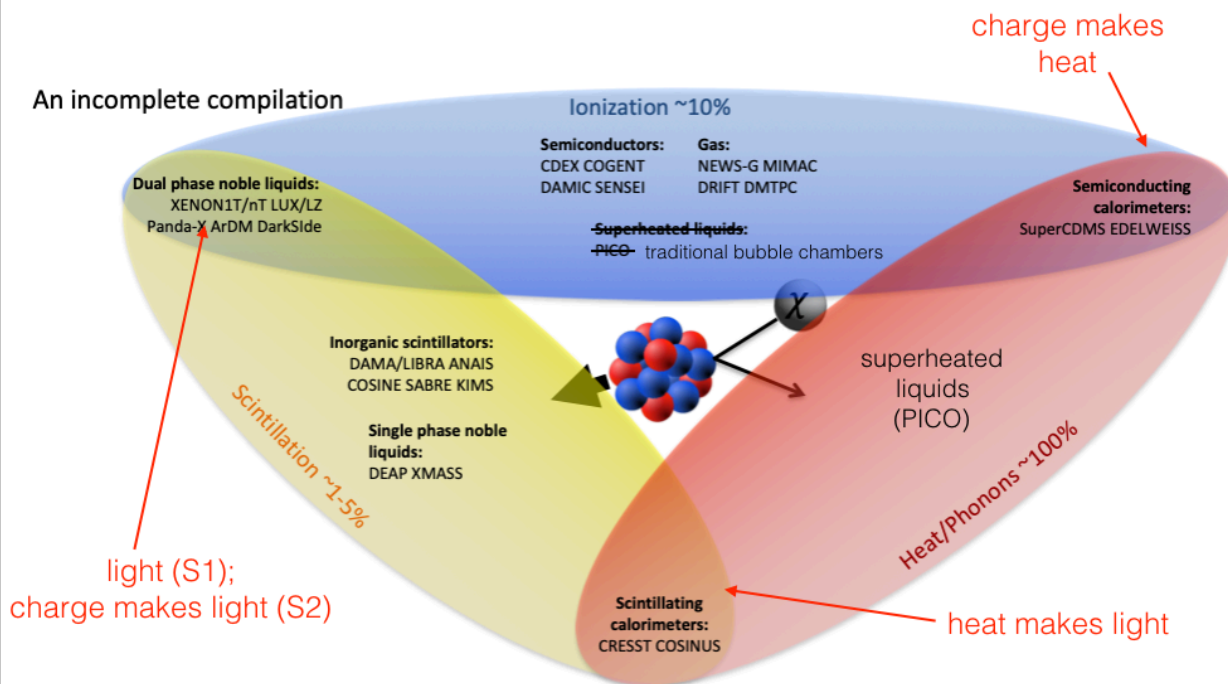 charge makes
heat
An incomplete compilation
Ionization ~10%
Semiconductors:
CDEX COGENT
DAMIC SENSEI
Gas:
NEWS-G MIMAC
DRIFT DMTPC
Superheated liquids:
PICO traditional bubble chambers
Dual phase noble liquids:
XENON1T/nT LUX/LZ
Panda-X ArDM DarkSIde
Semiconducting
calorimeters:
SuperCDMS EDELWEISS
χ
Inorganic scintillators:
DAMA/LIBRA ANAIS
COSINE SABRE KIMS
superheated
liquids
(PICO)
Single phase noble
liquids:
DEAP XMASS
Scintillation ~1-5%
Heat/Phonons ~100%
light (S1);
charge makes light (S2)
Scintillating
calorimeters:
CRESST COSINUS
heat makes light